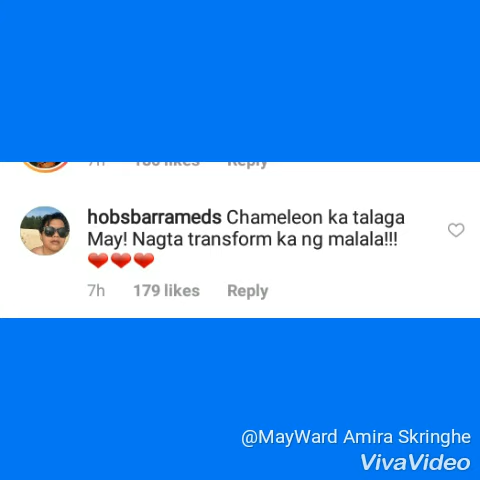 7h 180 likes Reply
hobsbarrameds Chameleon ka talaga
May! Nagta transform ka ng malala!!!
❤️❤️❤️
7h 179 likes Reply
@MayWard Amira Skringhe
VivaVideo